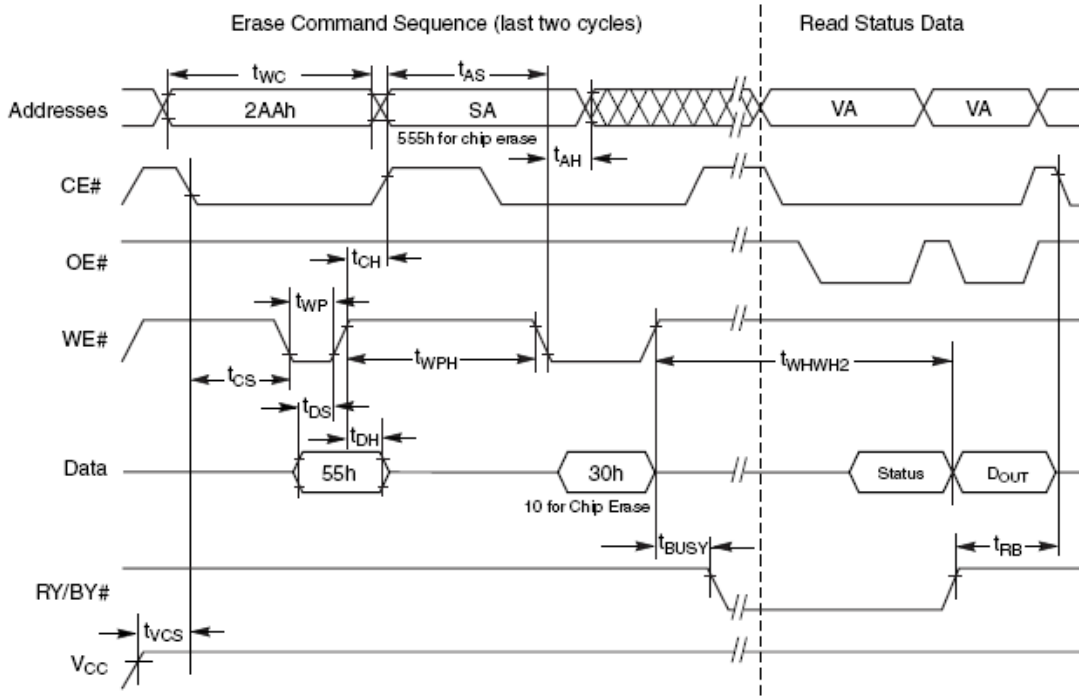 Erase Command Sequence (last two cycles) Read Status Data
tWC tAS
Addresses 2AAh SA VA VA
555h for chip erase
tAH
CE#
OE#
tCH
tWP
WE#
tWPH tWHWH2
tCS
tDS
tDH
Data 55h 30h Status DOUT
10 for Chip Erase
tBUSY tRB
RY/BY#
tVCS
VCC